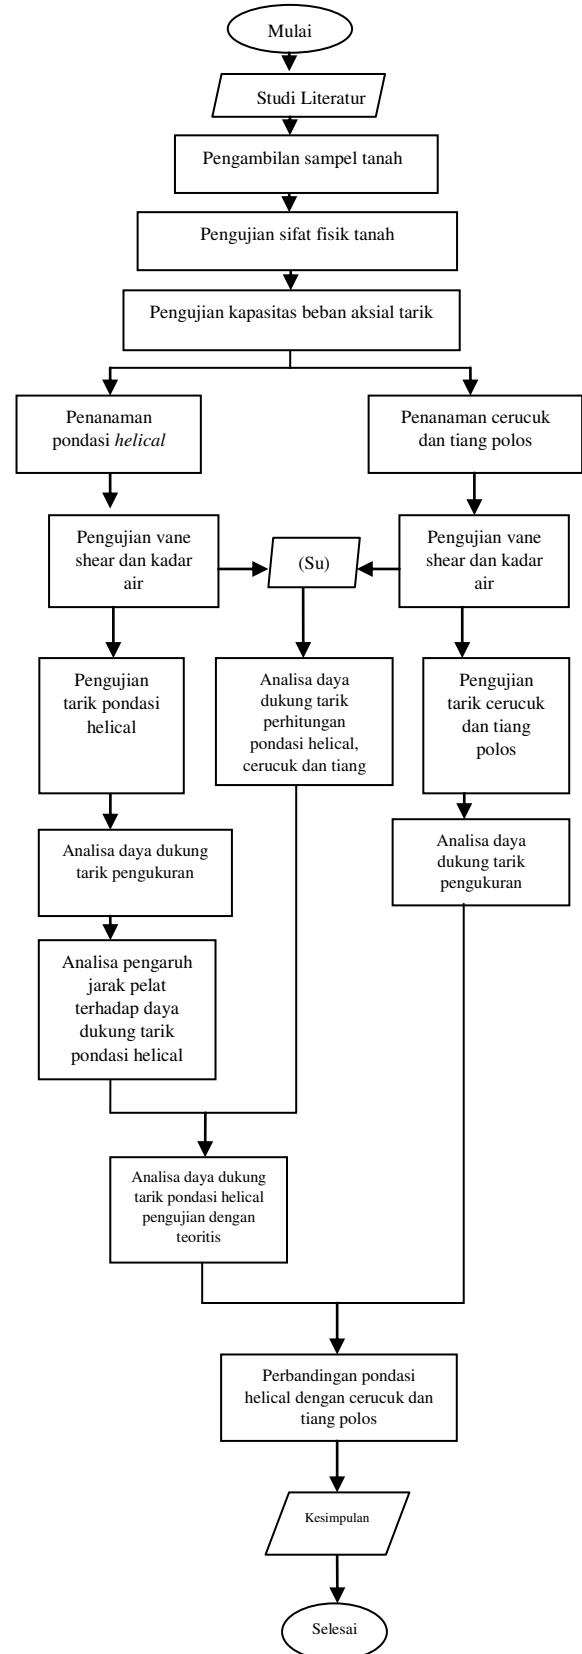 Mulai
Studi Literatur
Pengambilan sampel tanah
Pengujian sifat fisik tanah
Pengujian kapasitas beban aksial tarik
Penanaman
pondasi helical
Penanaman cerucuk
dan tiang polos
Pengujian vane
shear dan kadar
air
(Su)
Pengujian vane
shear dan kadar
air
Pengujian
tarik pondasi
helical
Analisa daya
dukung tarik
perhitungan
pondasi helical,
cerucuk dan tiang
Pengujian
tarik cerucuk
dan tiang
polos
Analisa daya dukung
tarik pengukuran
Analisa daya
dukung tarik
pengukuran
Analisa pengaruh
jarak pelat
terhadap daya
dukung tarik
pondasi helical
Analisa daya dukung
tarik pondasi helical
pengujian dengan
teoritis
Perbandingan pondasi
helical dengan cerucuk dan
tiang polos
Kesimpulan
Selesai